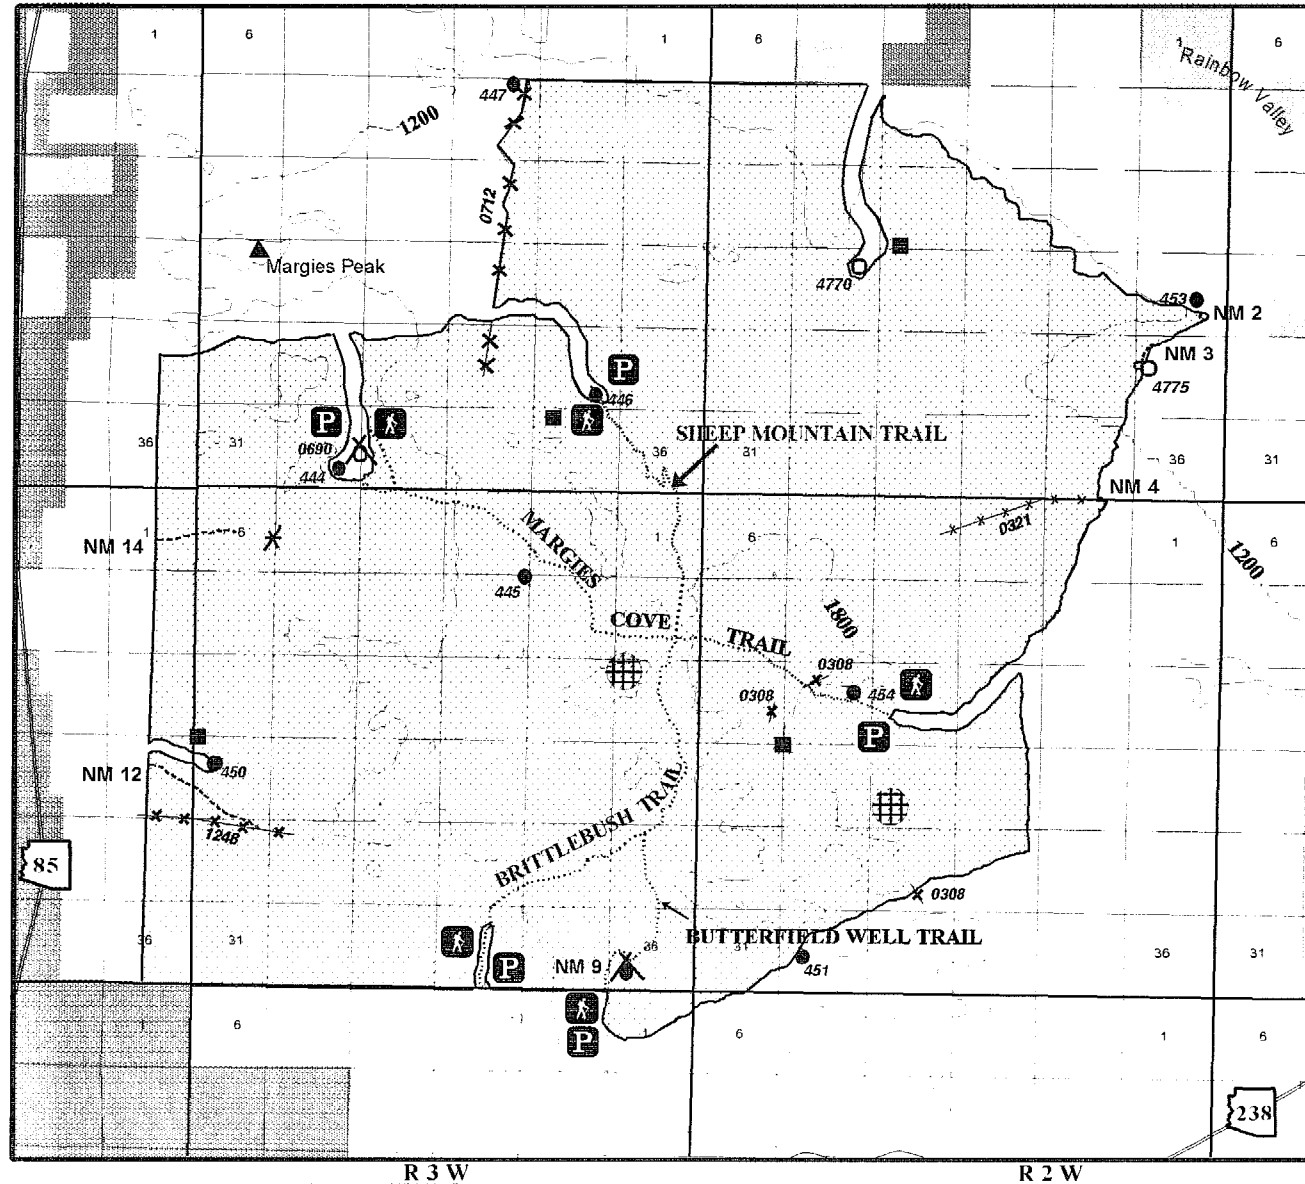 1 6 1 6 1 6
Rainbow Valley
447
1200
0712
Margies Peak
4770
453
NM 2
NM 3
4775
P
446
P
0690
444
36 31 36 31 36 31
SHEEP MOUNTAIN TRAIL
NM 4
0321
NM 14
1 6 1 6 1 6
1200
MARGIES
445
COVE
TRAIL
1800
0308
0308
454
P
NM 12
450
1248
BRITTLEBUSH TRAIL
85
0308
36 31 36 31 36 31
BUTTERFIELD WELL TRAIL
P
NM 9
451
1 6 1 6 1 6
P
238
R 3 W R 2 W